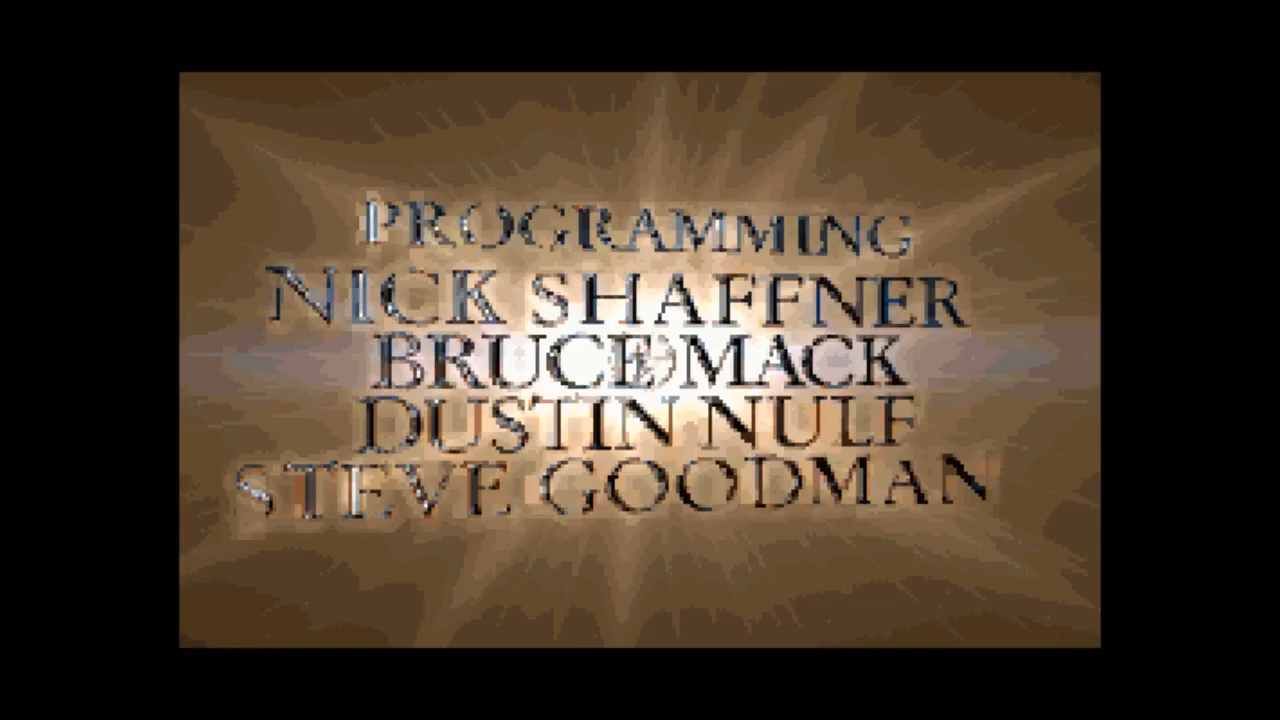 PROGRAMMING
NICK SHAFFNER
BRUCE MACK
DUSTIN NULF
STEVE GOODMAN